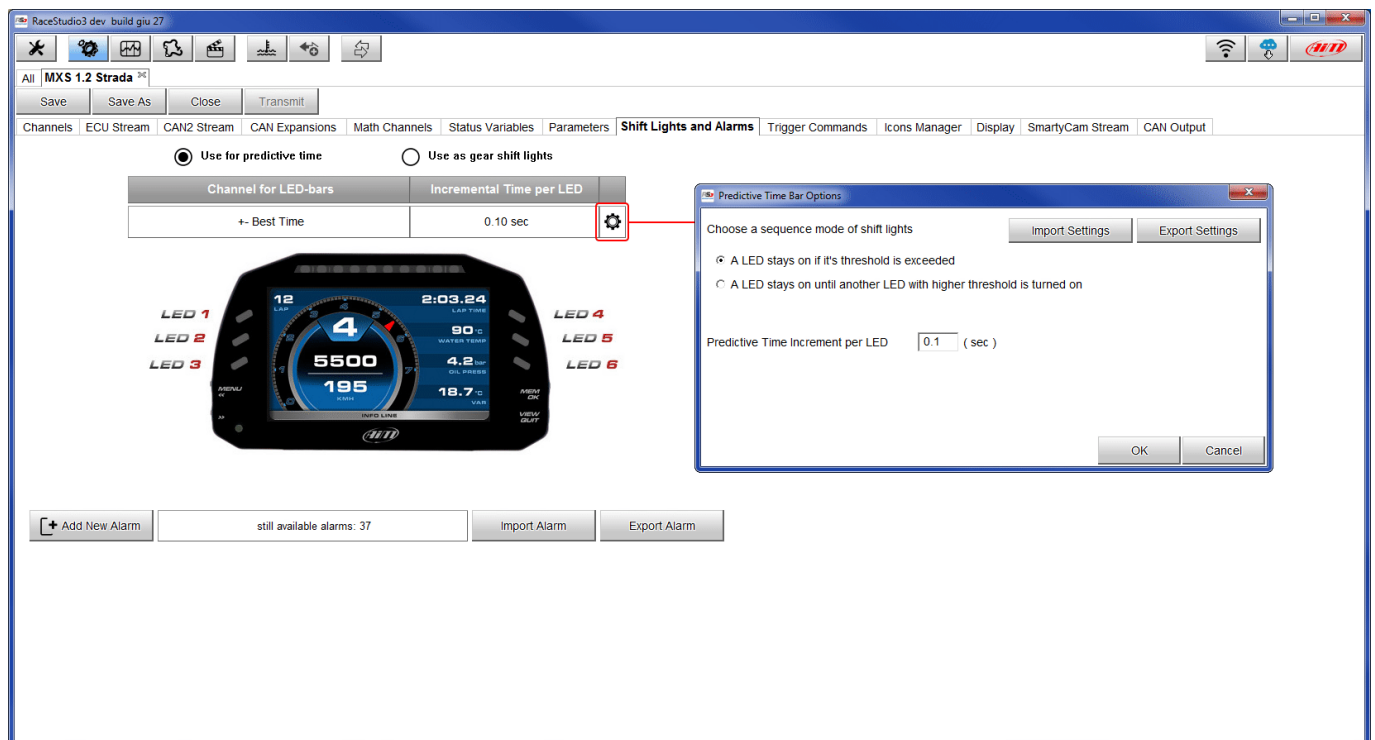 RaceStudio3 dev build giu 27
AiM
All MXS 1.2 Strada
Save Save As Close Transmit
Channels ECU Stream CAN2 Stream CAN Expansions Math Channels Status Variables Parameters Shift Lights and Alarms Trigger Commands Icons Manager Display SmartyCam Stream CAN Output
Use for predictive time Use as gear shift lights
Channel for LED-bars Incremental Time per LED
+- Best Time 0.10 sec
Predictive Time Bar Options
Choose a sequence mode of shift lights Import Settings Export Settings
A LED stays on if it's threshold is exceeded
A LED stays on until another LED with higher threshold is turned on
Predictive Time Increment per LED 0.1 ( sec )
OK Cancel
LED 1
LED 2
LED 3
LED 4
LED 5
LED 6
12
LAP
2:03.24
LAP TIME
4
90 °C
WATER TEMP
5500
4.2 bar
OIL PRESS
195
KMH
18.7 °C
VAR
MENU
<<
>>
MEM
OK
VIEW
QUIT
INFO LINE
AiM
Add New Alarm still available alarms: 37 Import Alarm Export Alarm